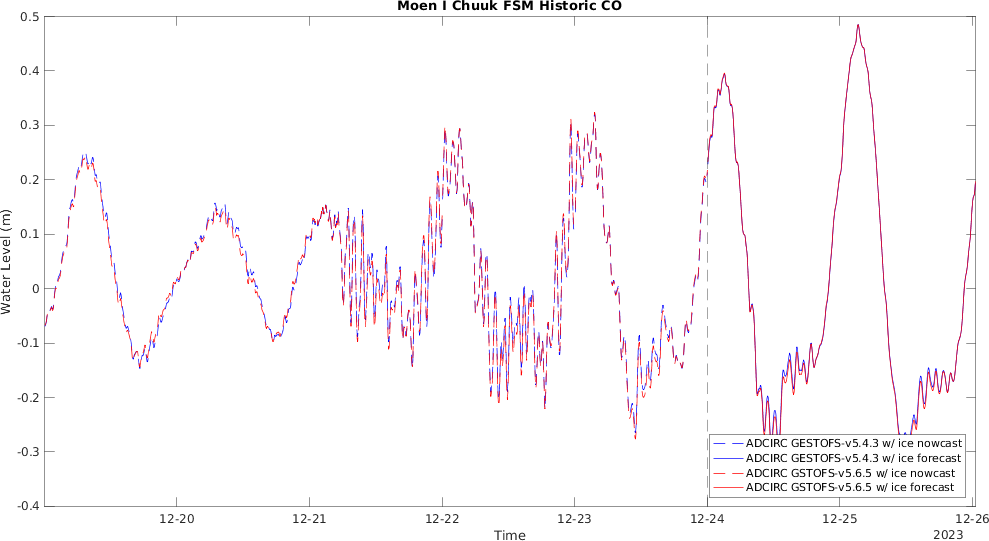 Moen I Chuuk FSM Historic CO
Water Level (m)
0.5
0.4
0.3
0.2
0.1
0
-0.1
-0.2
-0.3
-0.4
ADCIRC GESTOFS-v5.4.3 w/ ice nowcast
ADCIRC GESTOFS-v5.4.3 w/ ice forecast
ADCIRC GSTOFS-v5.6.5 w/ ice nowcast
ADCIRC GSTOFS-v5.6.5 w/ ice forecast
12-20 12-21 12-22 12-23 12-24 12-25 12-26
Time
2023